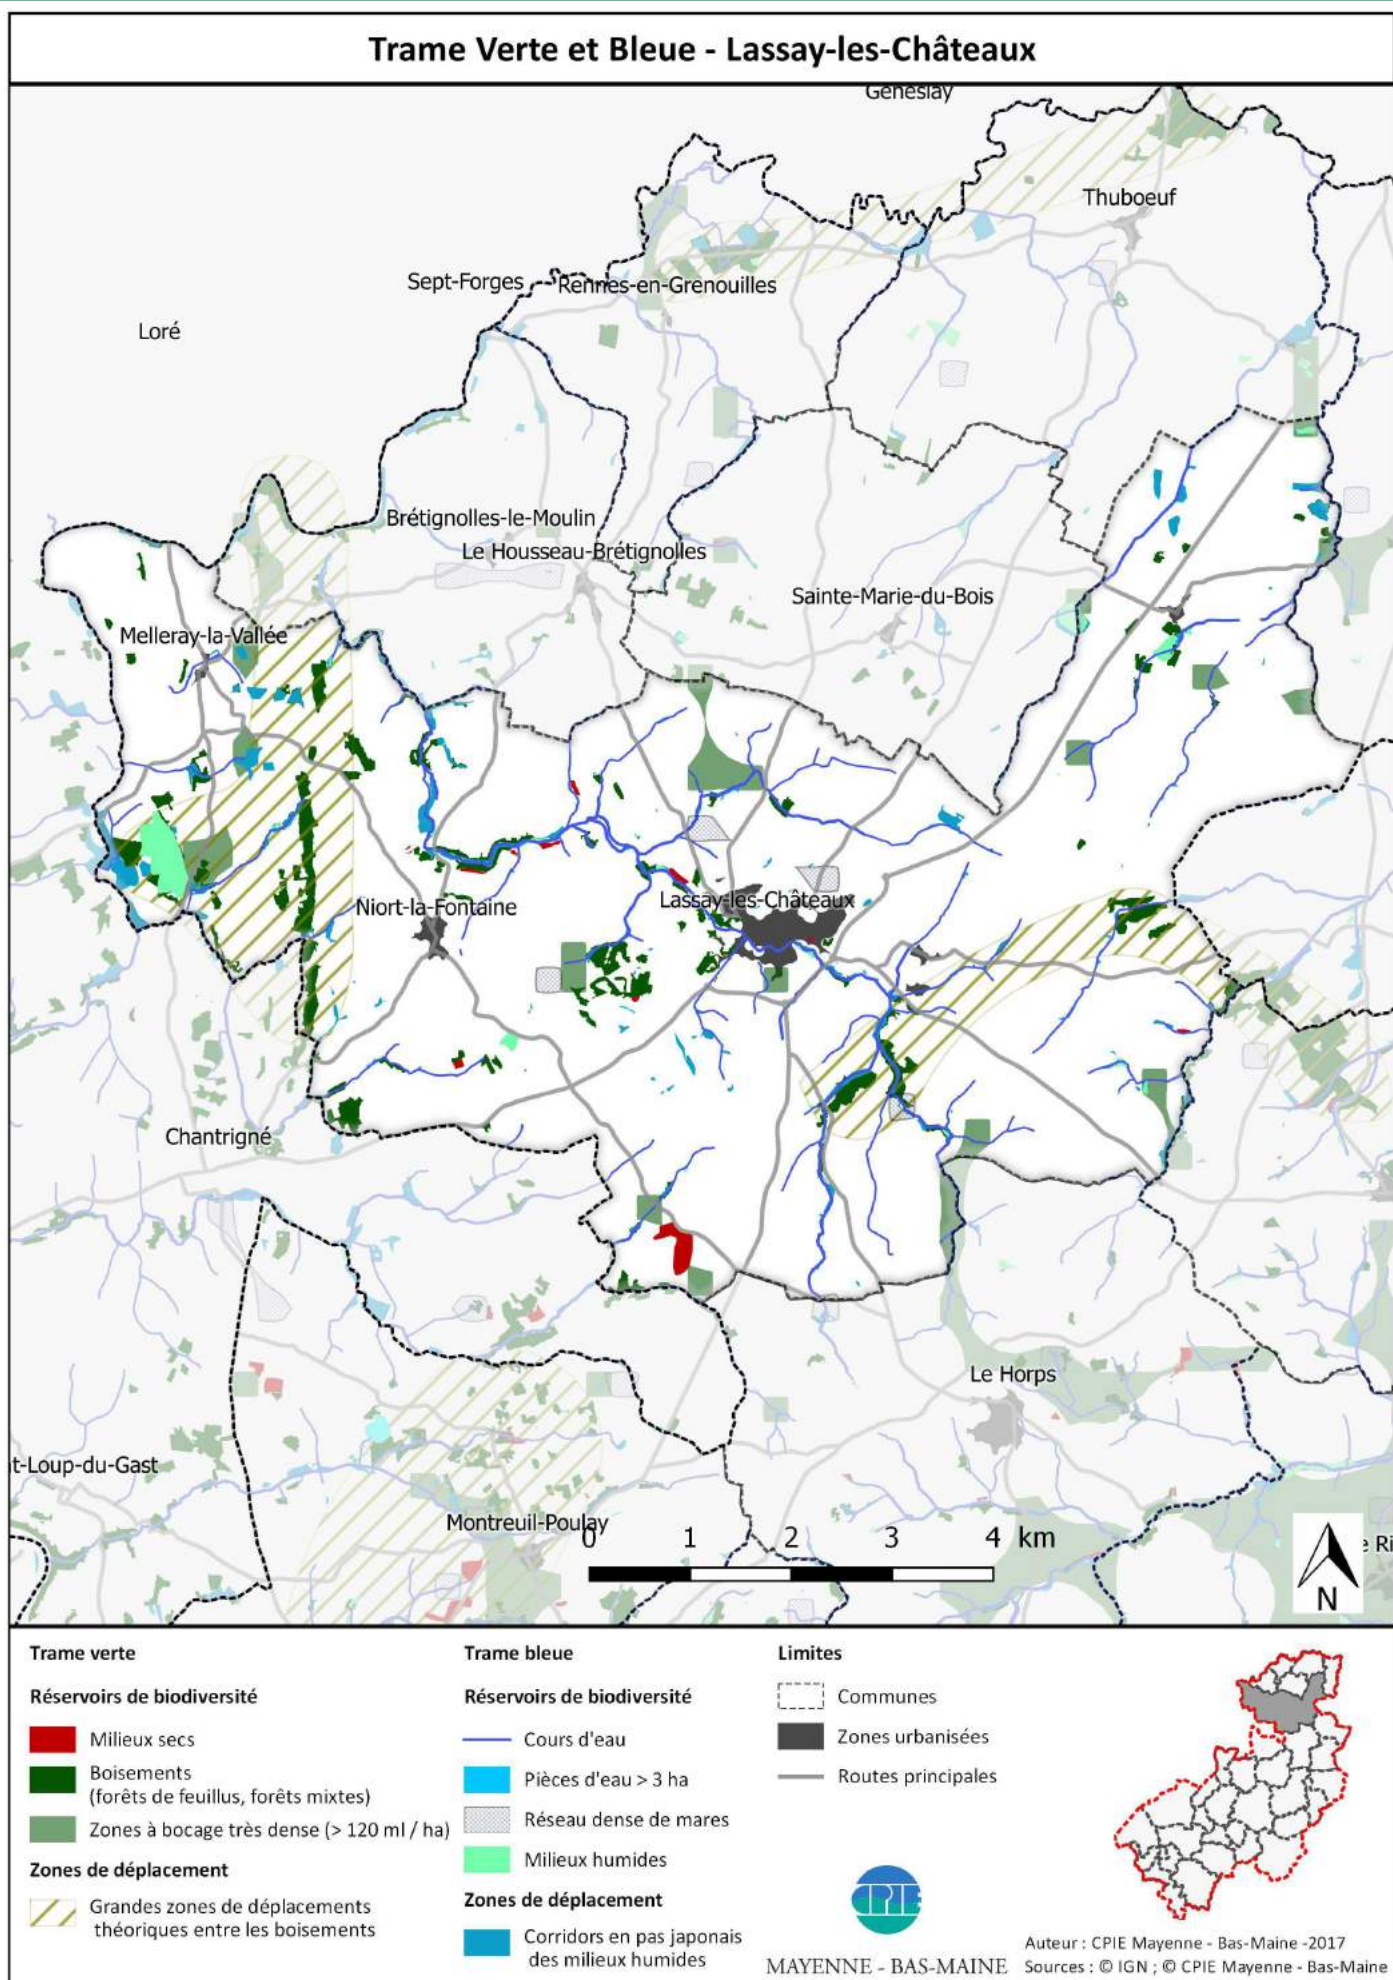 Trame Verte et Bleue - Lassay-les-Châteaux
Geneslay
Thuboeuf
Sept-Forges
Rennes-en-Grenouilles
Loré
Brétignolles-le-Moulin
Le Housseau-Brétignolles
Sainte-Marie-du-Bois
Melleray-la-Vallée
Lassay-les-Châteaux
Niort-la-Fontaine
Chantrigné
Le Horps
t-Loup-du-Gast
Montreuil-Poulay
0 1 2 3 4 km
e Ri
N
Trame verte
Réservoirs de biodiversité
Milieux secs
Boisements
(forêts de feuillus, forêts mixtes)
Zones à bocage très dense (> 120 ml / ha)
Zones de déplacement
Grandes zones de déplacements
théoriques entre les boisements
Trame bleue
Réservoirs de biodiversité
Cours d'eau
Pièces d'eau > 3 ha
Réseau dense de mares
Milieux humides
Zones de déplacement
Corridors en pas japonais
des milieux humides
Limites
Communes
Zones urbanisées
Routes principales
CPIE
MAYENNE - BAS-MAINE
Auteur : CPIE Mayenne - Bas-Maine -2017
Sources : © IGN ; © CPIE Mayenne - Bas-Maine